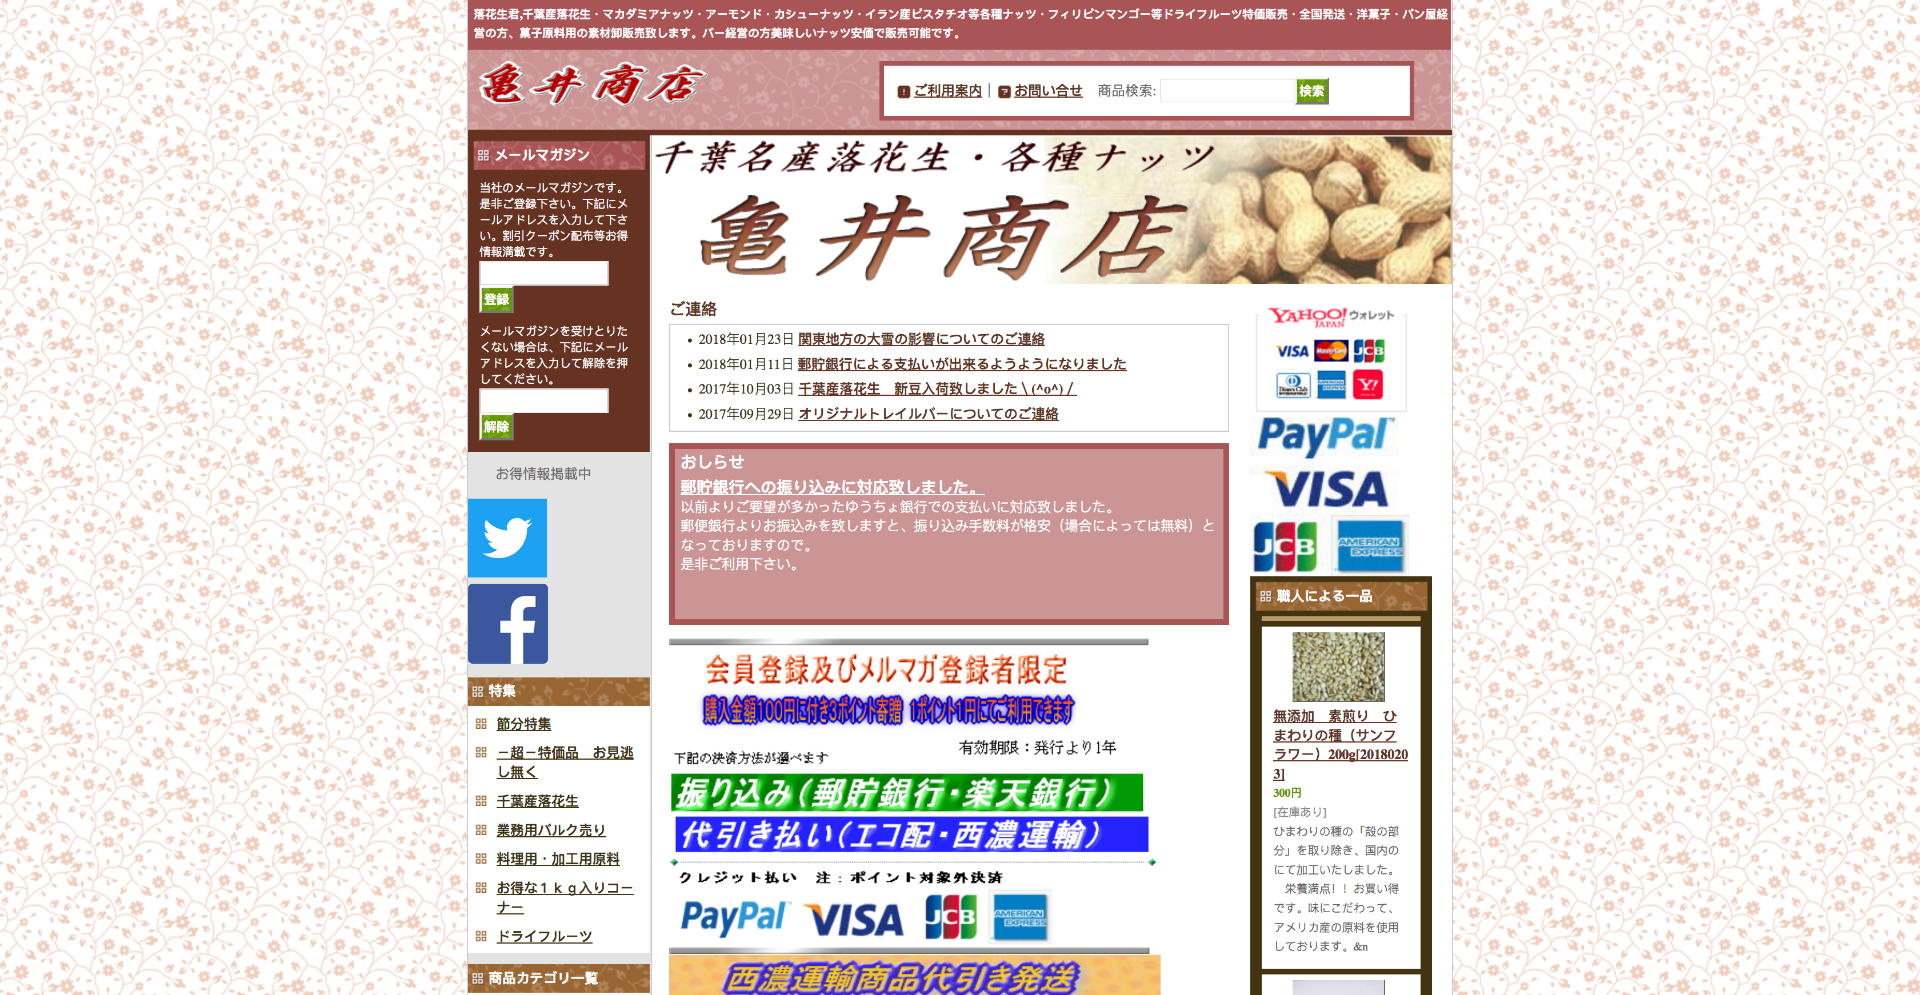 落花生君,千葉産落花生・マカダミアナッツ・アーモンド・カシューナッツ・イラン産ピスタチオ等各種ナッツ・フィリピンマンゴー等ドライフルーツ特価販売・全国発送・洋菓子・パン屋経
営の方、菓子原料用の素材卸販売致します。バー経営の方美味しいナッツ安価で販売可能です。
亀井商店
ご利用案内 | お問い合せ 商品検索: 検索
メールマガジン
当社のメールマガジンです。
是非ご登録下さい。下記にメ
ールアドレスを入力して下さ
い。割引クーポン配布等お得
情報満載です。
登録
メールマガジンを受けとりた
くない場合は、下記にメール
アドレスを入力して解除を押
してください。
解除
お得情報掲載中
特集
節分特集
－超－特価品　お見逃
し無く
千葉産落花生
業務用バルク売り
料理用・加工用原料
お得な１ｋｇ入りコー
ナー
ドライフルーツ
商品カテゴリ一覧
千葉名産落花生・各種ナッツ
亀井商店
ご連絡
2018年01月23日 関東地方の大雪の影響についてのご連絡
2018年01月11日 郵貯銀行による支払いが出来るようようになりました
2017年10月03日 千葉産落花生　新豆入荷致しました\(^o^)/
2017年09月29日 オリジナルトレイルバーについてのご連絡
おしらせ
郵貯銀行への振り込みに対応致しました。
以前よりご要望が多かったゆうちょ銀行での支払いに対応致しました。
郵便銀行よりお振込みを致しますと、振り込み手数料が格安（場合によっては無料）と
なっておりますので。
是非ご利用下さい。
会員登録及びメルマガ登録者限定
購入金額100円に付き3ポイント寄贈 1ポイント1円にてご利用できます
有効期限：発行より1年
下記の決済方法が選べます
振り込み（郵貯銀行・楽天銀行）
代引き払い（エコ配・西濃運輸）
クレジット払い　注：ポイント対象外決済
PayPal VISA JCB AMERICAN EXPRESS
西濃運輸商品代引き発送
YAHOO! JAPAN ウォレット
VISA MasterCard JCB
Diners Club INTERNATIONAL AMERICAN EXPRESS Y!
PayPal
VISA
JCB AMERICAN EXPRESS
職人による一品
無添加　素煎り　ひ
まわりの種（サンフ
ラワー）200g[2018020
3]
300円
[在庫あり]
ひまわりの種の「殻の部
分」を取り除き、国内の
にて加工いたしました。
　栄養満点！！お買い得
です。味にこだわって、
アメリカ産の原料を使用
しております。&n